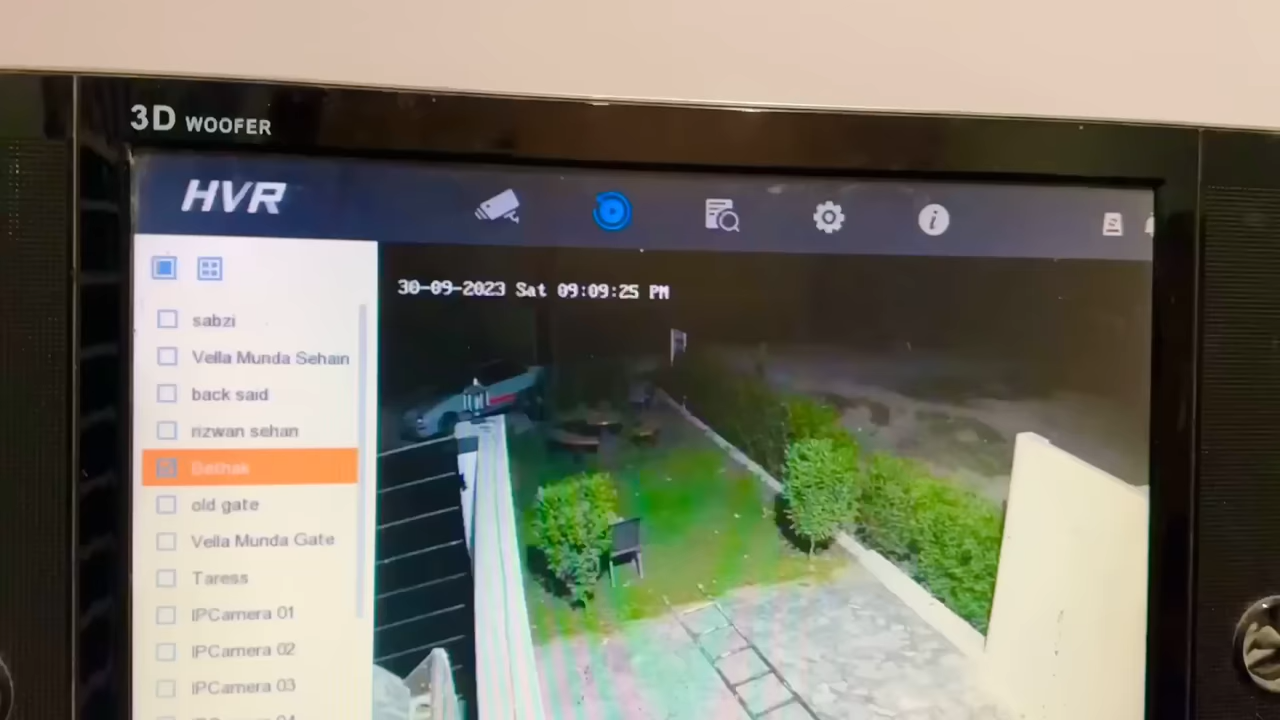 3D WOOFER
HVR
30-09-2023 Sat 09:09:25 PM
sabzi
Vella Munda Sehain
back said
rizwan sehan
Bethak
old gate
Vella Munda Gate
Taress
IPCamera 01
IPCamera 02
IPCamera 03